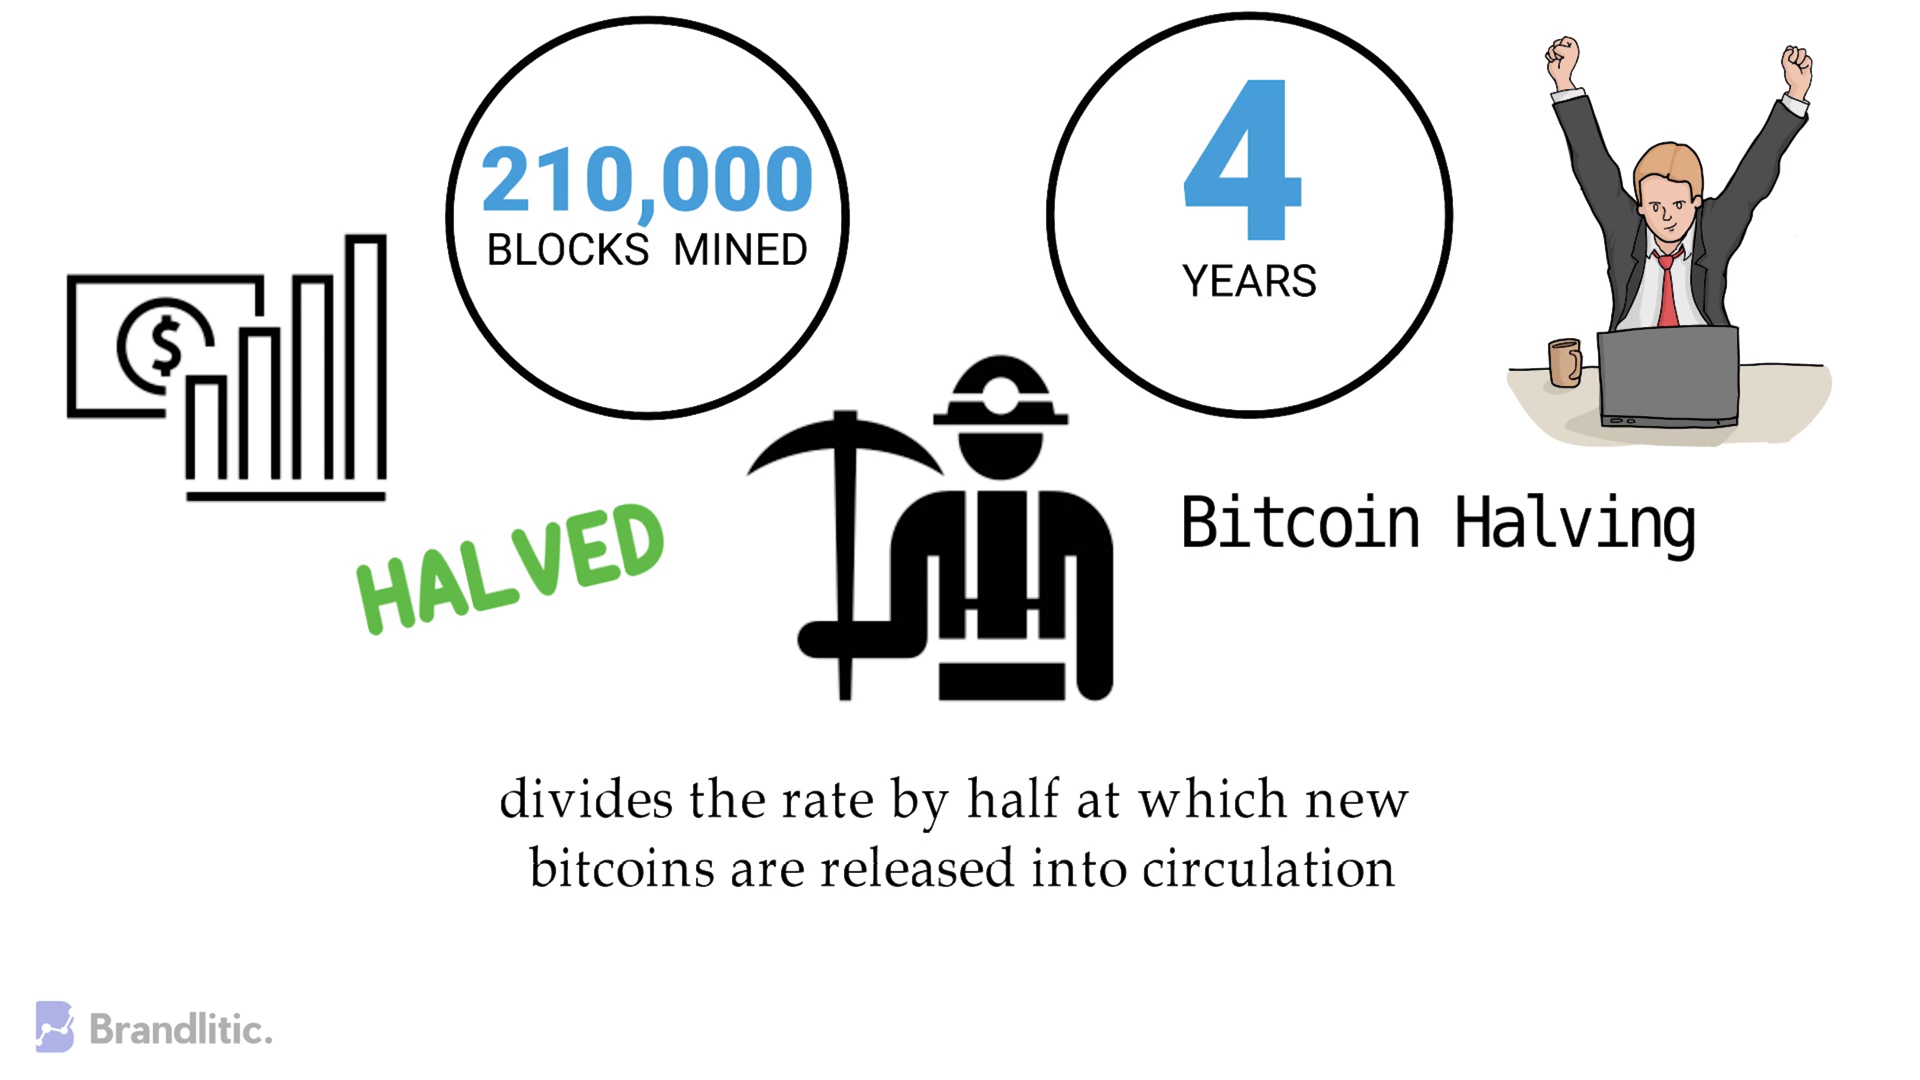 210,000
BLOCKS MINED
4
YEARS
$
HALVED
Bitcoin Halving
divides the rate by half at which new
bitcoins are released into circulation
Brandlitic.